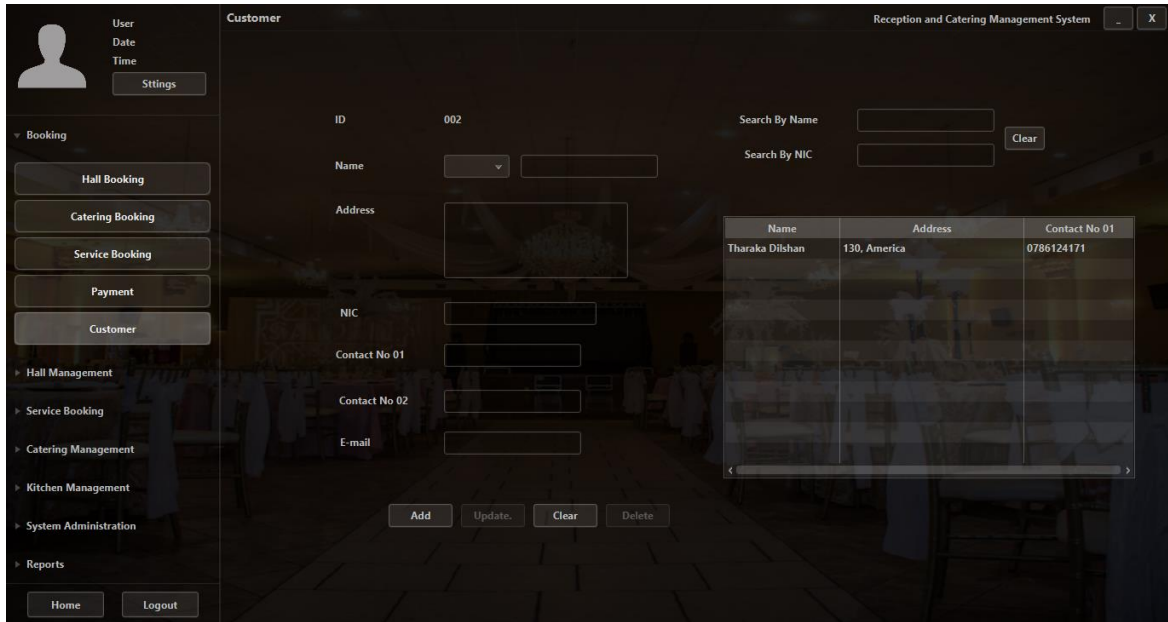 User
Date
Time
Sttings
Booking
Hall Booking
Catering Booking
Service Booking
Payment
Customer
Hall Management
Service Booking
Catering Management
Kitchen Management
System Administration
Reports
Home Logout
Customer Reception and Catering Management System _ X
ID 002
Name
Address
NIC
Contact No 01
Contact No 02
E-mail
Add Update. Clear Delete
Search By Name
Search By NIC
Clear
Name Address Contact No 01
Tharaka Dilshan 130, America 0786124171